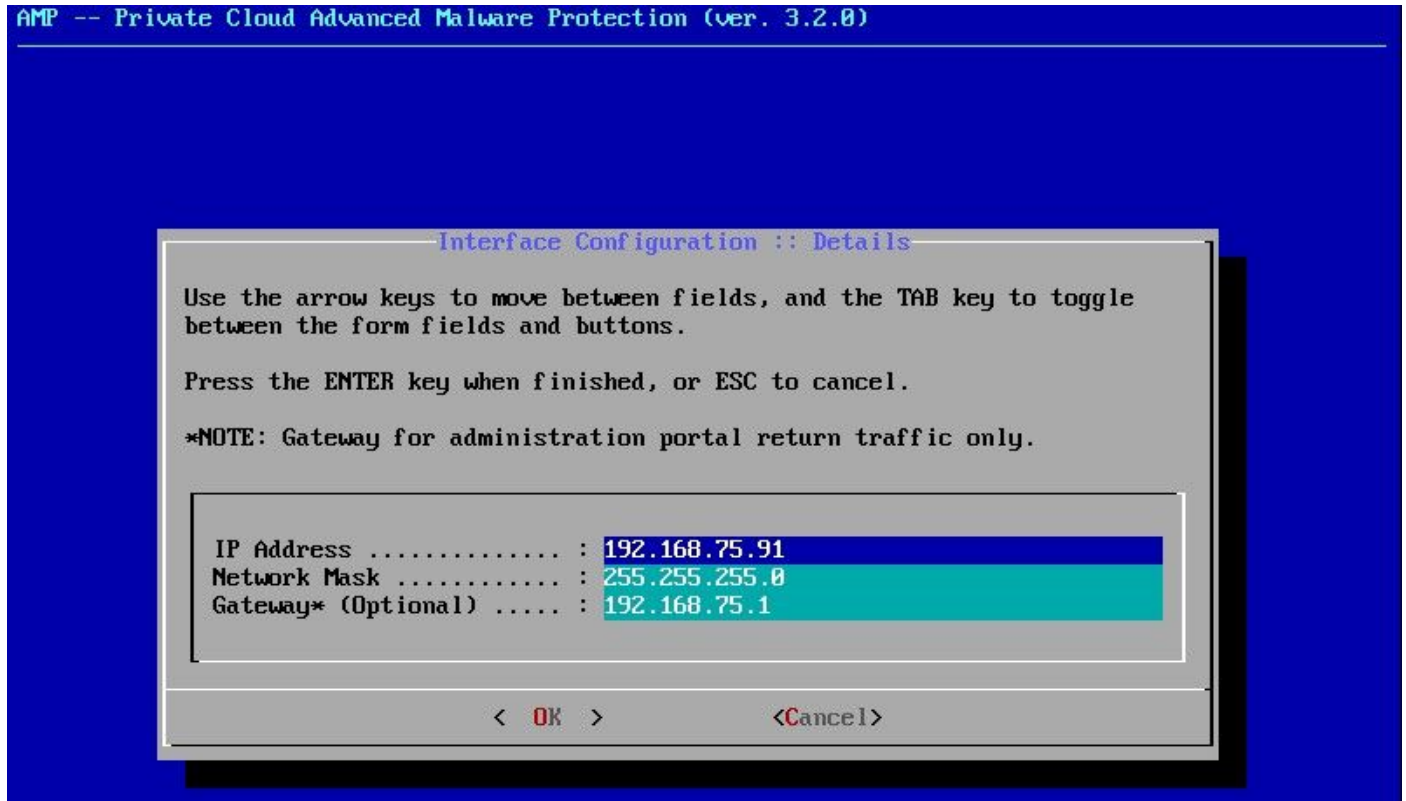 AMP -- Private Cloud Advanced Malware Protection (ver. 3.2.0)
Interface Configuration :: Details
Use the arrow keys to move between fields, and the TAB key to toggle
between the form fields and buttons.
Press the ENTER key when finished, or ESC to cancel.
*NOTE: Gateway for administration portal return traffic only.
IP Address .............. : 192.168.75.91
Network Mask ............ : 255.255.255.0
Gateway* (Optional) ..... : 192.168.75.1
< OK > <Cancel>